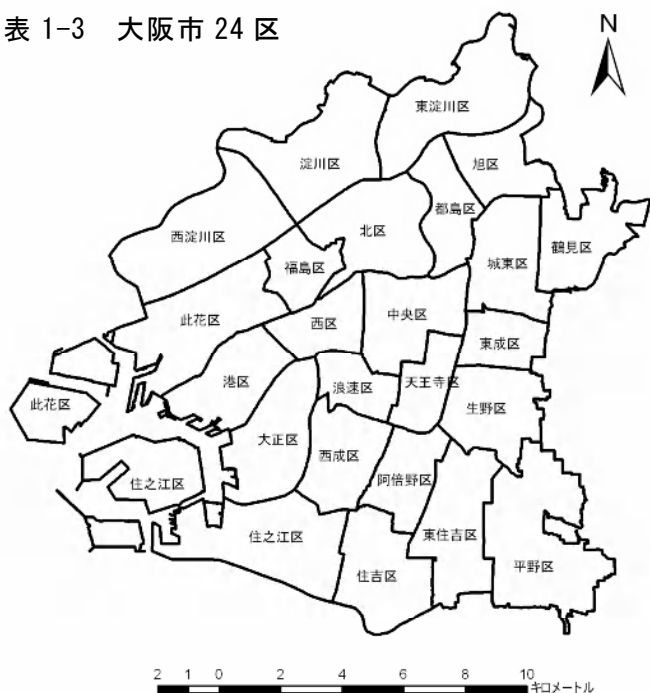 表 1-3 大阪市 24 区
N
東淀川区
淀川区
旭区
都島区
北区
西淀川区
鶴見区
城東区
福島区
此花区
西区
中央区
東成区
港区
浪速区
天王寺区
此花区
生野区
大正区
西成区
阿倍野区
住之江区
東住吉区
住之江区
平野区
住吉区
2 1 0 2 4 6 8 10
キロメートル